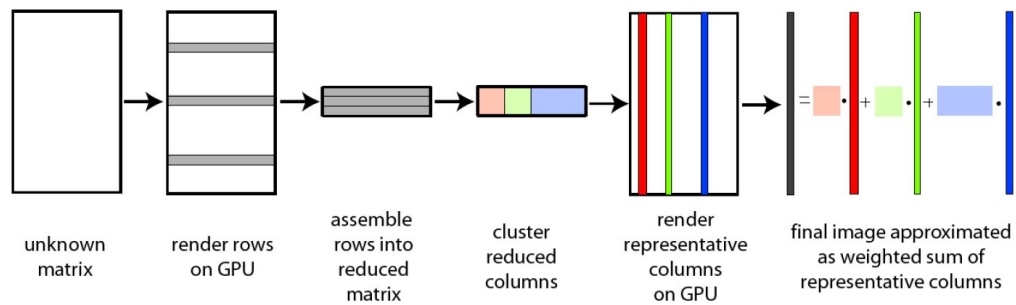 = • + • + •
unknown
matrix
render rows
on GPU
assemble
rows into
reduced
matrix
cluster
reduced
columns
render
representative
columns
on GPU
final image approximated
as weighted sum of
representative columns